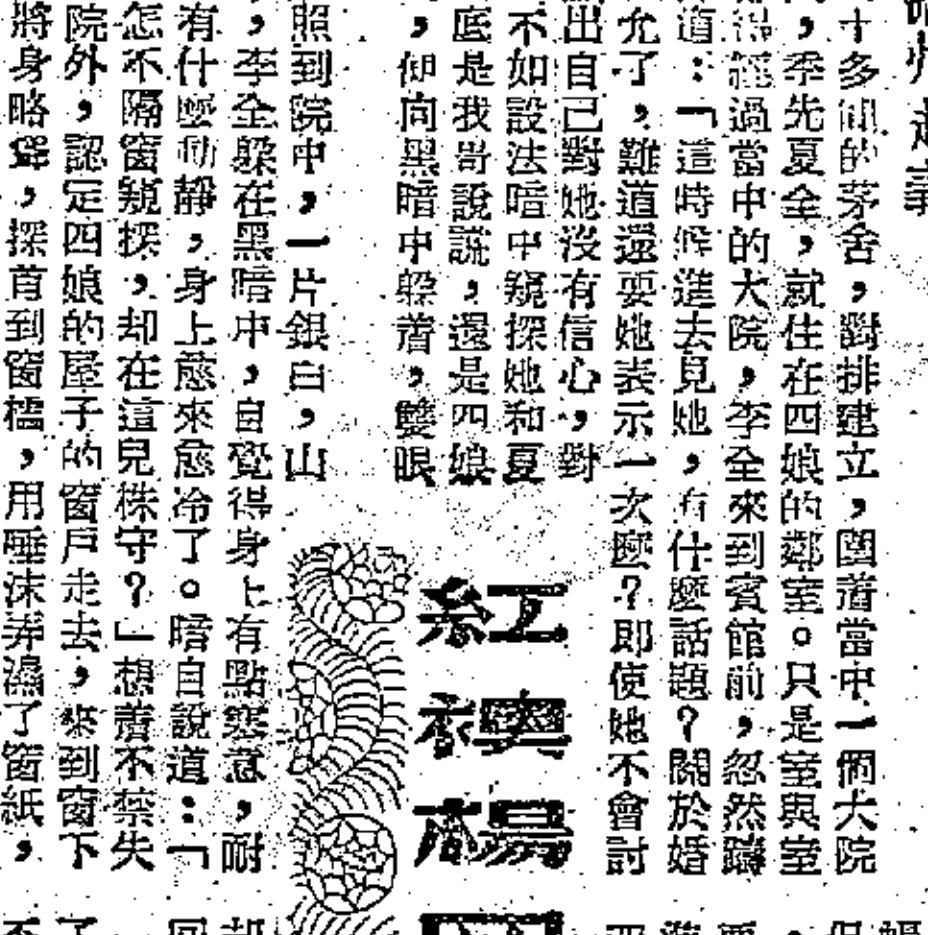 十多間的茅舍，對排建立，圍着當中一個大院
，季先夏全，就住在四娘的鄰室。只是室與室
經過當中的大院，李全來到賓館前，忽然躊
道：「這時候進去見她，有什麼話題？關於婚
允了，難道還要她表示一次麼？即使她不會討
出自己對她沒有信心，對
不如設法暗中窺探她和夏
底是我哥說謊，還是四娘
，仰向黑暗中躲着，雙眼
紅衣
奧
楊
照到院中，一片銀白，山
，李全躲在黑暗中，自覺得身上有點寒意，耐
有什麼動靜，身上愈來愈冷了。暗自說道：「
怎不隔窗窺探，却在這兒株守？」想着不禁失
院外，認定四娘的屋子的窗戶走去，來到窗下
將身略聳，探首到窗檽，用唾沫弄濕了窗紙，